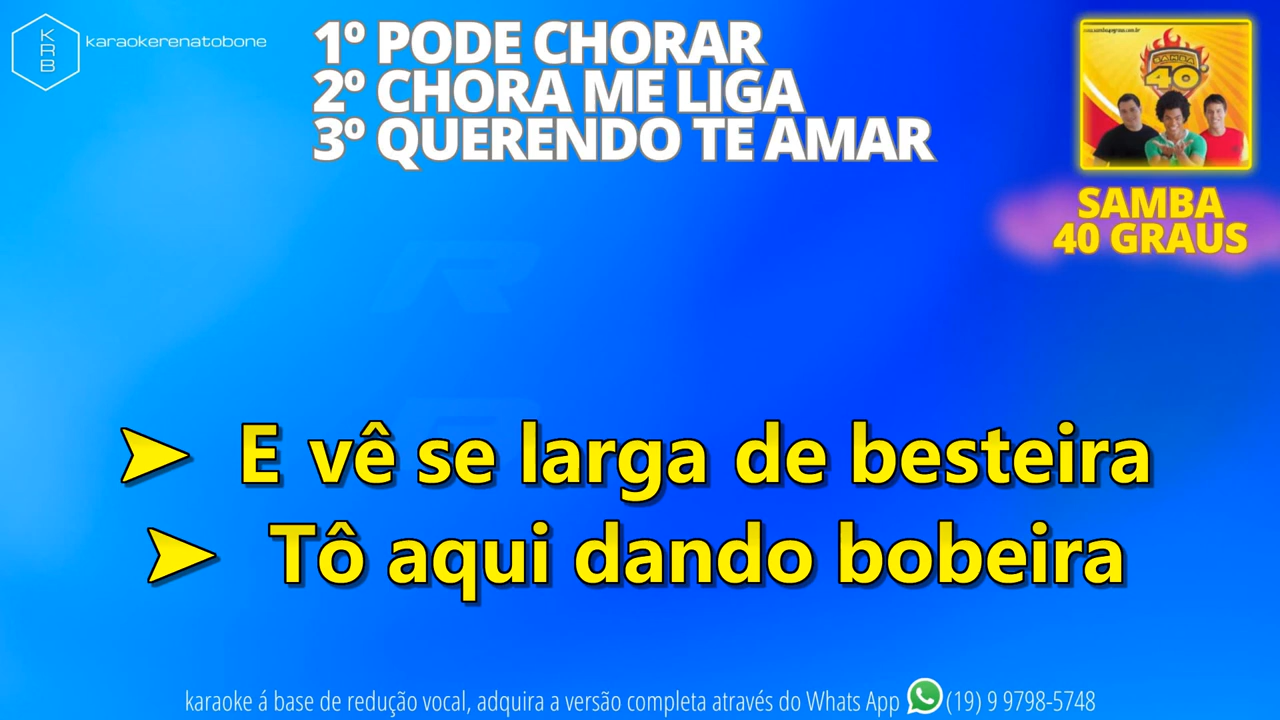 KRB
karaokerenatobone
1º PODE CHORAR
2º CHORA ME LIGA
3º QUERENDO TE AMAR
SAMBA
40
SAMBA
40 GRAUS
E vê se larga de besteira
Tô aqui dando bobeira
karaoke á base de redução vocal, adquira a versão completa através do Whats App (19) 9 9798-5748